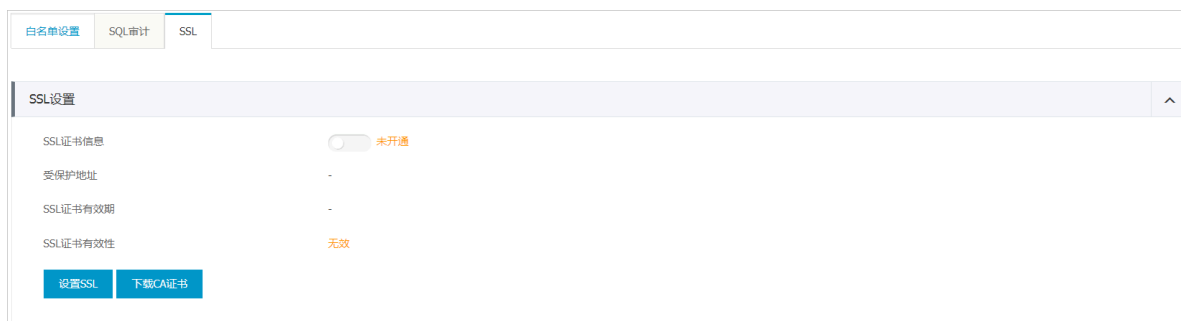 白名单设置 SQL审计 SSL
SSL设置
SSL证书信息 未开通
受保护地址 -
SSL证书有效期 -
SSL证书有效性 无效
设置SSL 下载CA证书